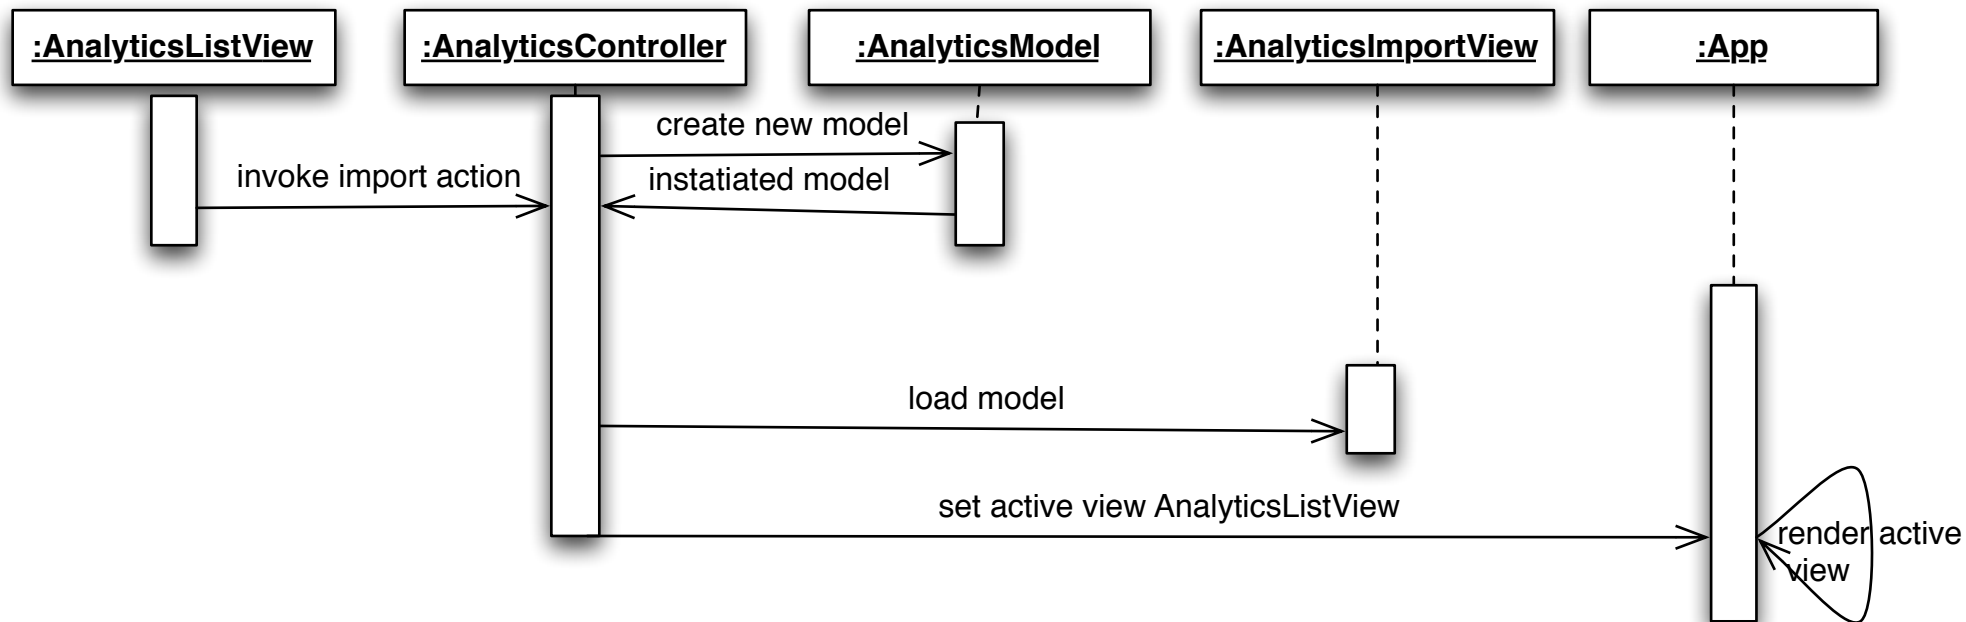 :AnalyticsListView
:AnalyticsController
:AnalyticsModel
:AnalyticsImportView
:App
create new model
invoke import action
instatiated model
load model
set active view AnalyticsListView
render active
view